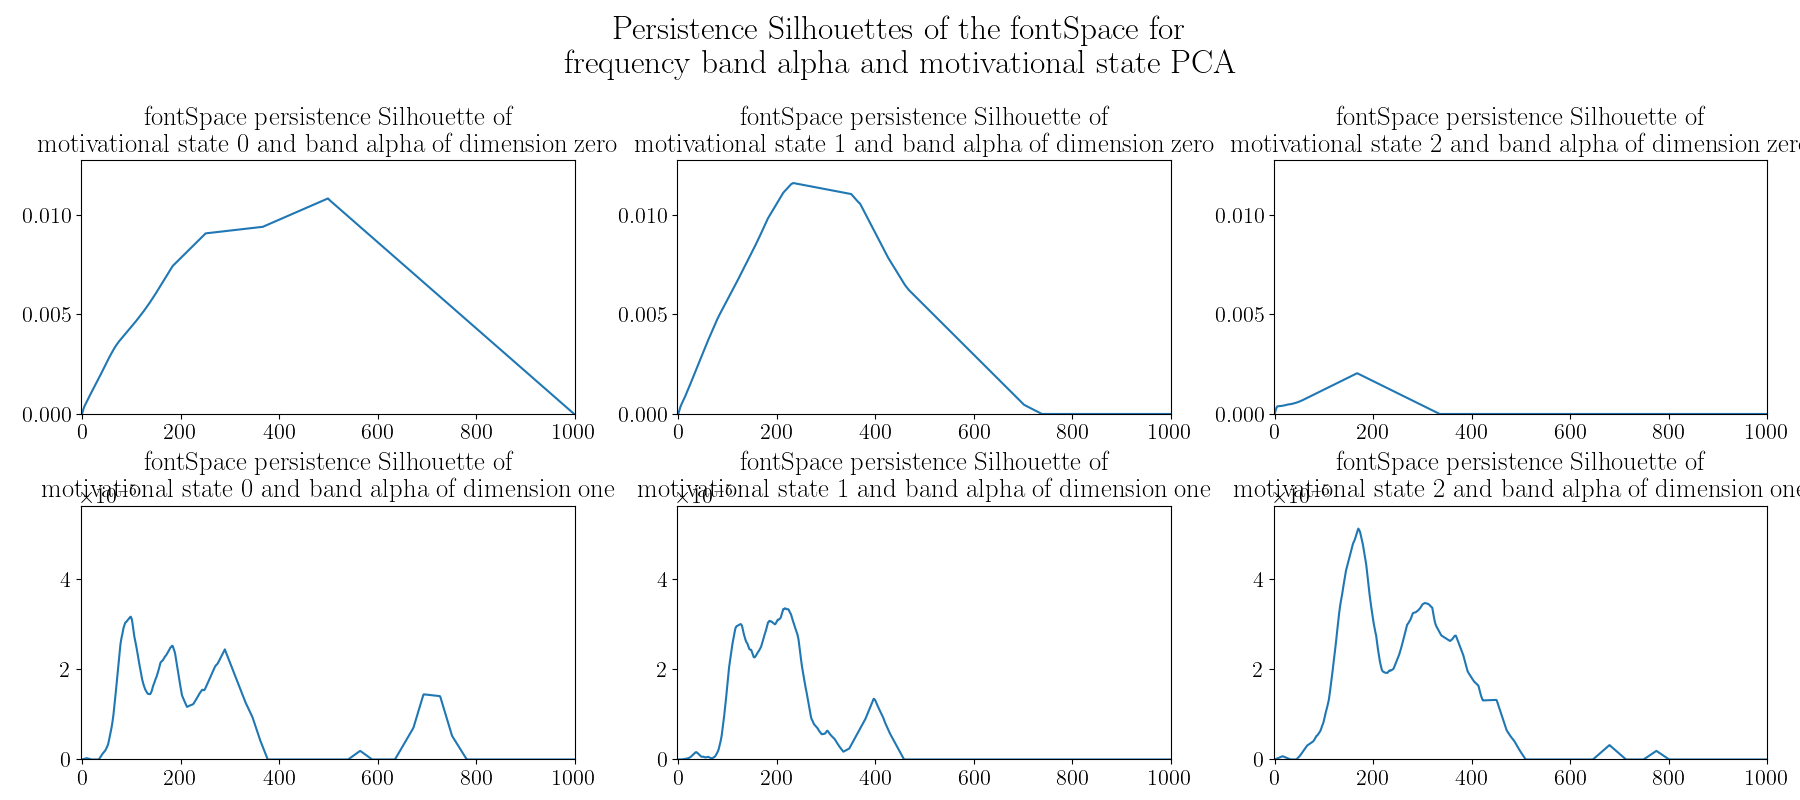 Persistence Silhouettes of the fontSpace for
frequency band alpha and motivational state PCA
fontSpace persistence Silhouette of
motivational state 0 and band alpha of dimension zero
fontSpace persistence Silhouette of
motivational state 1 and band alpha of dimension zero
fontSpace persistence Silhouette of
motivational state 2 and band alpha of dimension zero
0.010
0.005
0.000
0 200 400 600 800 1000
0.010
0.005
0.000
0 200 400 600 800 1000
0.010
0.005
0.000
0 200 400 600 800 1000
fontSpace persistence Silhouette of
motivational state 0 and band alpha of dimension one
fontSpace persistence Silhouette of
motivational state 1 and band alpha of dimension one
fontSpace persistence Silhouette of
motivational state 2 and band alpha of dimension one
4
2
0
0 200 400 600 800 1000
4
2
0
0 200 400 600 800 1000
4
2
0
0 200 400 600 800 1000